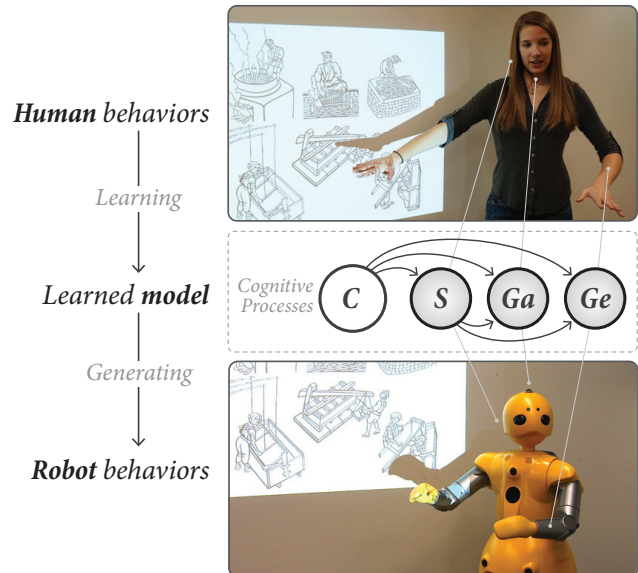 Human behaviors
Learning
Learned model
Cognitive
Processes
C
S
Ga
Ge
Generating
Robot behaviors